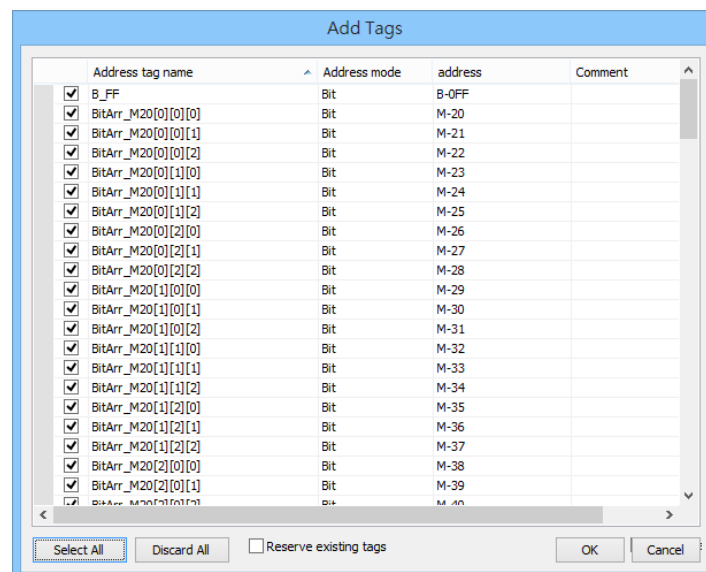 Add Tags
Address tag name Address mode address Comment
B_FF Bit B-0FF
BitArr_M20[0][0][0] Bit M-20
BitArr_M20[0][0][1] Bit M-21
BitArr_M20[0][0][2] Bit M-22
BitArr_M20[0][1][0] Bit M-23
BitArr_M20[0][1][1] Bit M-24
BitArr_M20[0][1][2] Bit M-25
BitArr_M20[0][2][0] Bit M-26
BitArr_M20[0][2][1] Bit M-27
BitArr_M20[0][2][2] Bit M-28
BitArr_M20[1][0][0] Bit M-29
BitArr_M20[1][0][1] Bit M-30
BitArr_M20[1][0][2] Bit M-31
BitArr_M20[1][1][0] Bit M-32
BitArr_M20[1][1][1] Bit M-33
BitArr_M20[1][1][2] Bit M-34
BitArr_M20[1][2][0] Bit M-35
BitArr_M20[1][2][1] Bit M-36
BitArr_M20[1][2][2] Bit M-37
BitArr_M20[2][0][0] Bit M-38
BitArr_M20[2][0][1] Bit M-39
BitArr_M20[2][0][2] Bit M-40
Select All Discard All Reserve existing tags OK Cancel